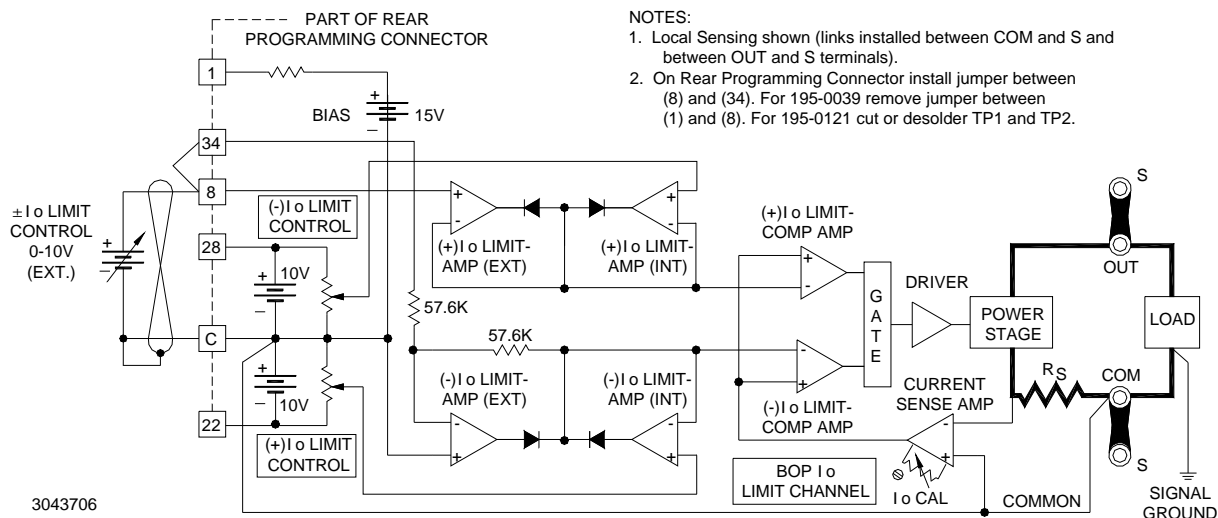 PART OF REAR
PROGRAMMING CONNECTOR
NOTES:
1. Local Sensing shown (links installed between COM and S and
between OUT and S terminals).
2. On Rear Programming Connector install jumper between
(8) and (34). For 195-0039 remove jumper between
(1) and (8). For 195-0121 cut or desolder TP1 and TP2.
1
+
BIAS
15V
–
34
8
±I o LIMIT
CONTROL
0-10V
(EXT.)
+
–
28
(-)I o LIMIT
CONTROL
+
10V
–
C
+
10V
–
22
(+)I o LIMIT
CONTROL
57.6K
57.6K
+
-
(+)I o LIMIT-
AMP (EXT)
+
-
(+)I o LIMIT-
AMP (INT)
(-)I o LIMIT-
AMP (EXT)
-
+
(-)I o LIMIT-
AMP (INT)
-
+
(+)I o LIMIT-
COMP AMP
+
-
-
+
(-)I o LIMIT-
COMP AMP
GATE
DRIVER
POWER
STAGE
S
OUT
LOAD
RS
COM
S
CURRENT
SENSE AMP
-
+
I o CAL
BOP I o
LIMIT CHANNEL
COMMON
SIGNAL
GROUND
3043706